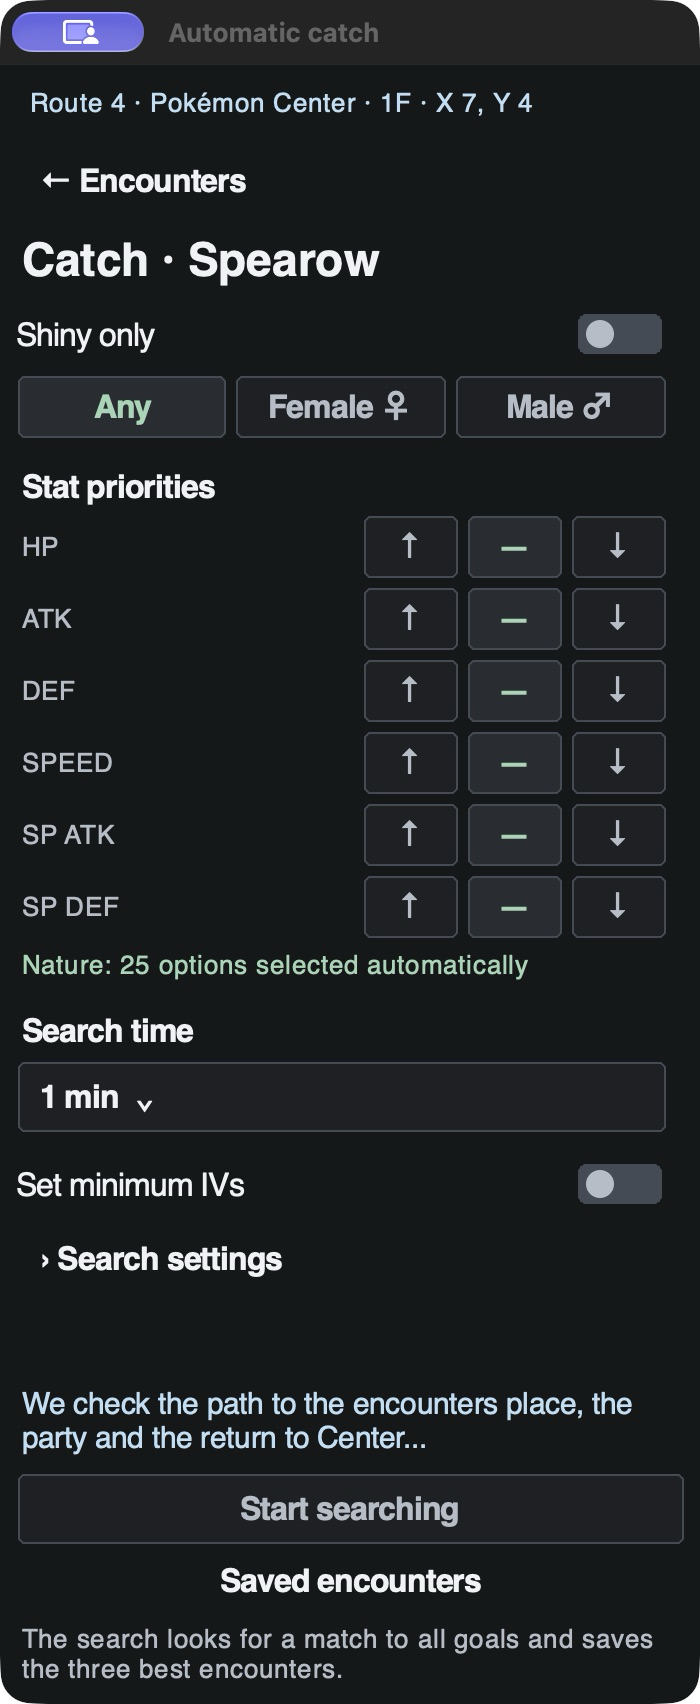 Automatic catch
Route 4 · Pokémon Center · 1F · X 7, Y 4
← Encounters
Catch · Spearow
Shiny only
Any Female ♀ Male ♂
Stat priorities
HP ↑ — ↓
ATK ↑ — ↓
DEF ↑ — ↓
SPEED ↑ — ↓
SP ATK ↑ — ↓
SP DEF ↑ — ↓
Nature: 25 options selected automatically
Search time
1 min
Set minimum IVs
› Search settings
We check the path to the encounters place, the
party and the return to Center...
Start searching
Saved encounters
The search looks for a match to all goals and saves
the three best encounters.